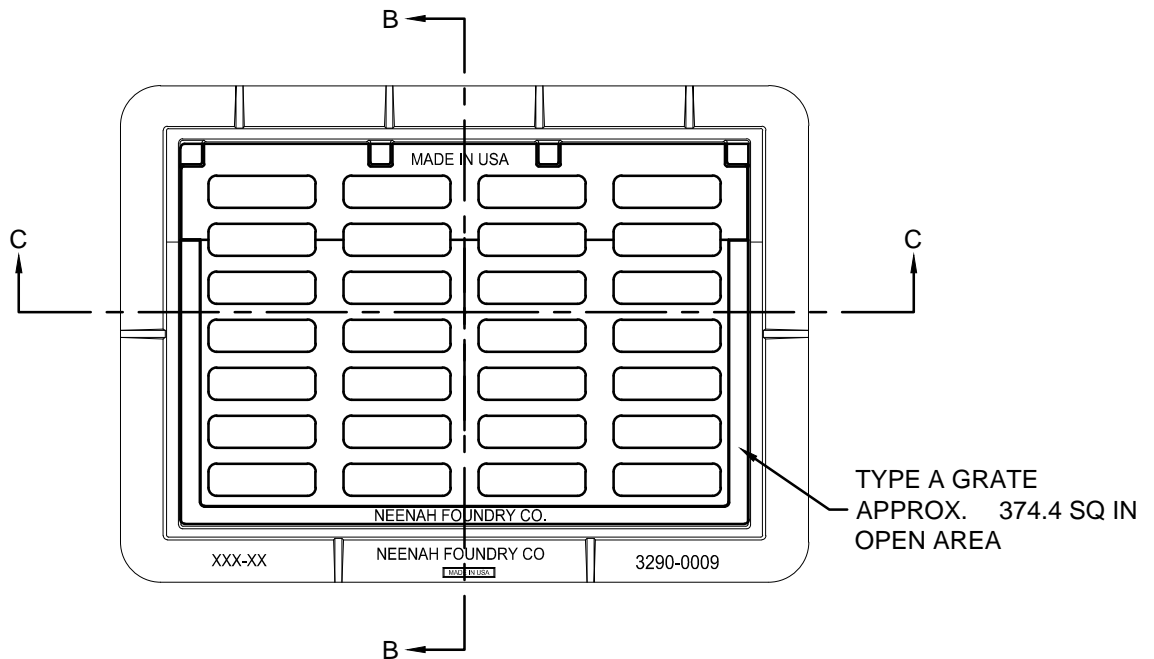 B
MADE IN USA
C
C
TYPE A GRATE
APPROX. 374.4 SQ IN
OPEN AREA
NEENAH FOUNDRY CO.
XXX-XX
NEENAH FOUNDRY CO
3290-0009
MADE IN USA
B